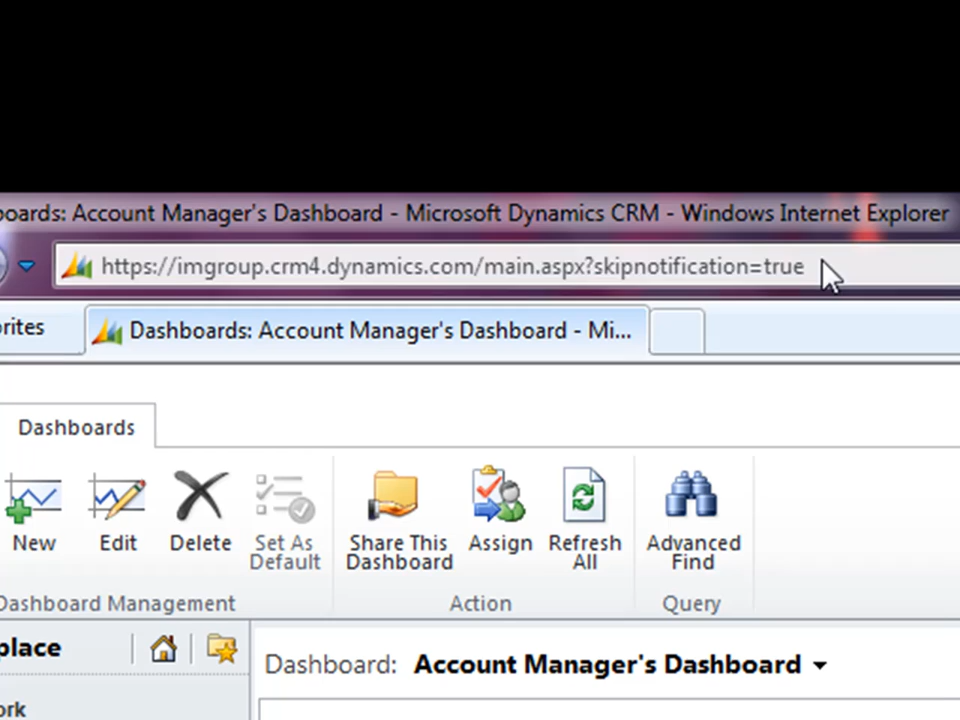 boards: Account Manager's Dashboard - Microsoft Dynamics CRM - Windows Internet Explorer
https://imgroup.crm4.dynamics.com/main.aspx?skipnotification=true
orites
Dashboards: Account Manager's Dashboard - Mi...
Dashboards
New
Edit
Delete
Set As Default
Share This Dashboard
Assign
Refresh All
Advanced Find
Dashboard Management
Action
Query
place
Dashboard: Account Manager's Dashboard
ork